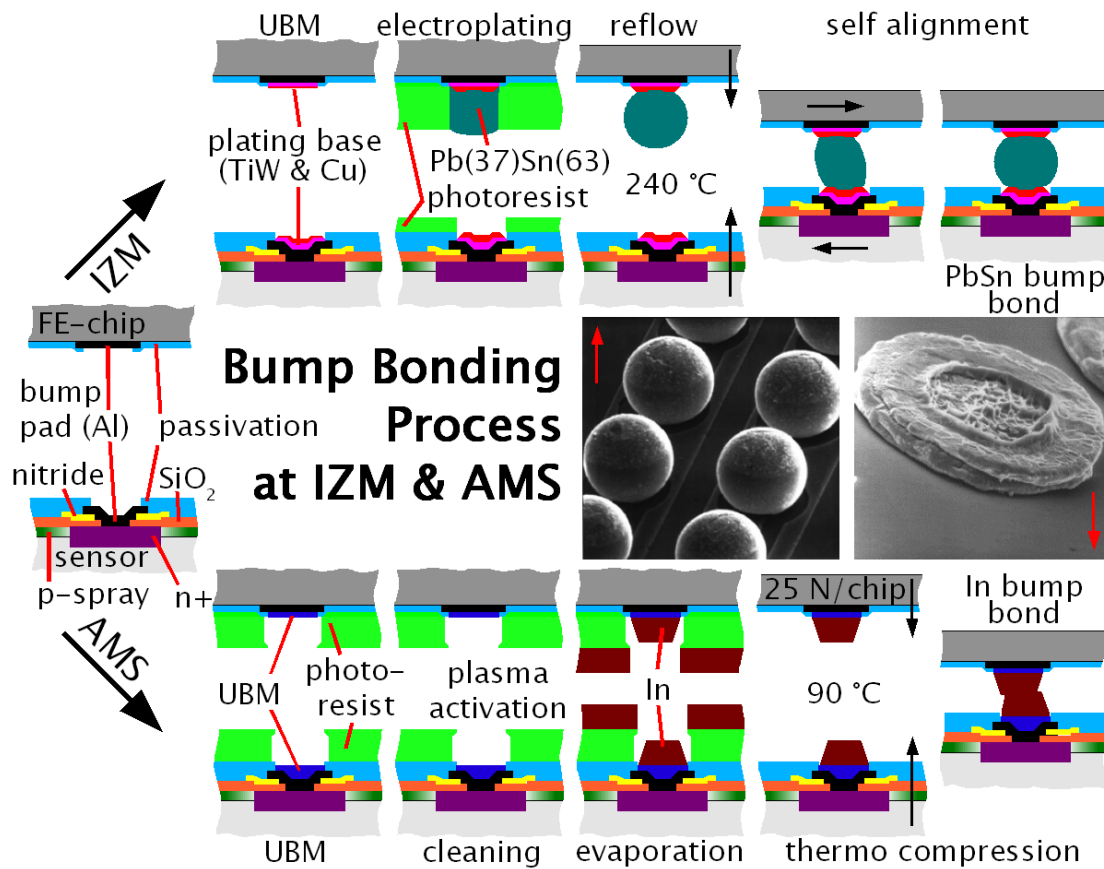 UBM
electroplating
reflow
self alignment
plating base
(TiW & Cu)
Pb(37)Sn(63)
photoresist
240 °C
IZM
PbSn bump
bond
FE-chip
bump
pad (Al)
passivation
nitride
SiO₂
sensor
p-spray
n+
Bump Bonding
Process
at IZM & AMS
AMS
25 N/chip
In bump
bond
UBM
photo-
resist
plasma
activation
In
90 °C
UBM
cleaning
evaporation
thermo compression